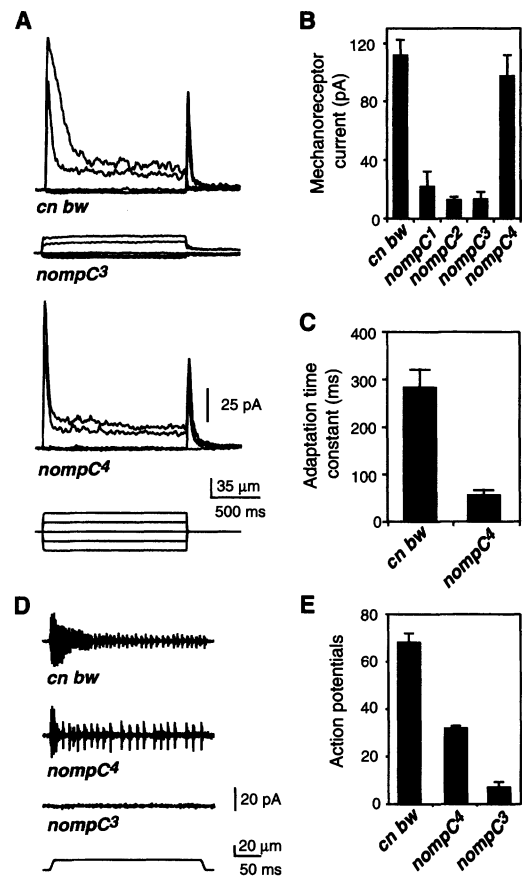 A
cn bw
nompC3
25 pA
nompC4
35 μm
500 ms
B
Mechanoreceptor
current (pA)
120
80
40
0
cn bw
nompC1
nompC2
nompC3
nompC4
C
Adaptation time
constant (ms)
400
300
200
100
0
cn bw
nompC4
D
cn bw
nompC4
20 pA
nompC3
20 μm
50 ms
E
Action potentials
80
60
40
20
0
cn bw
nompC4
nompC3